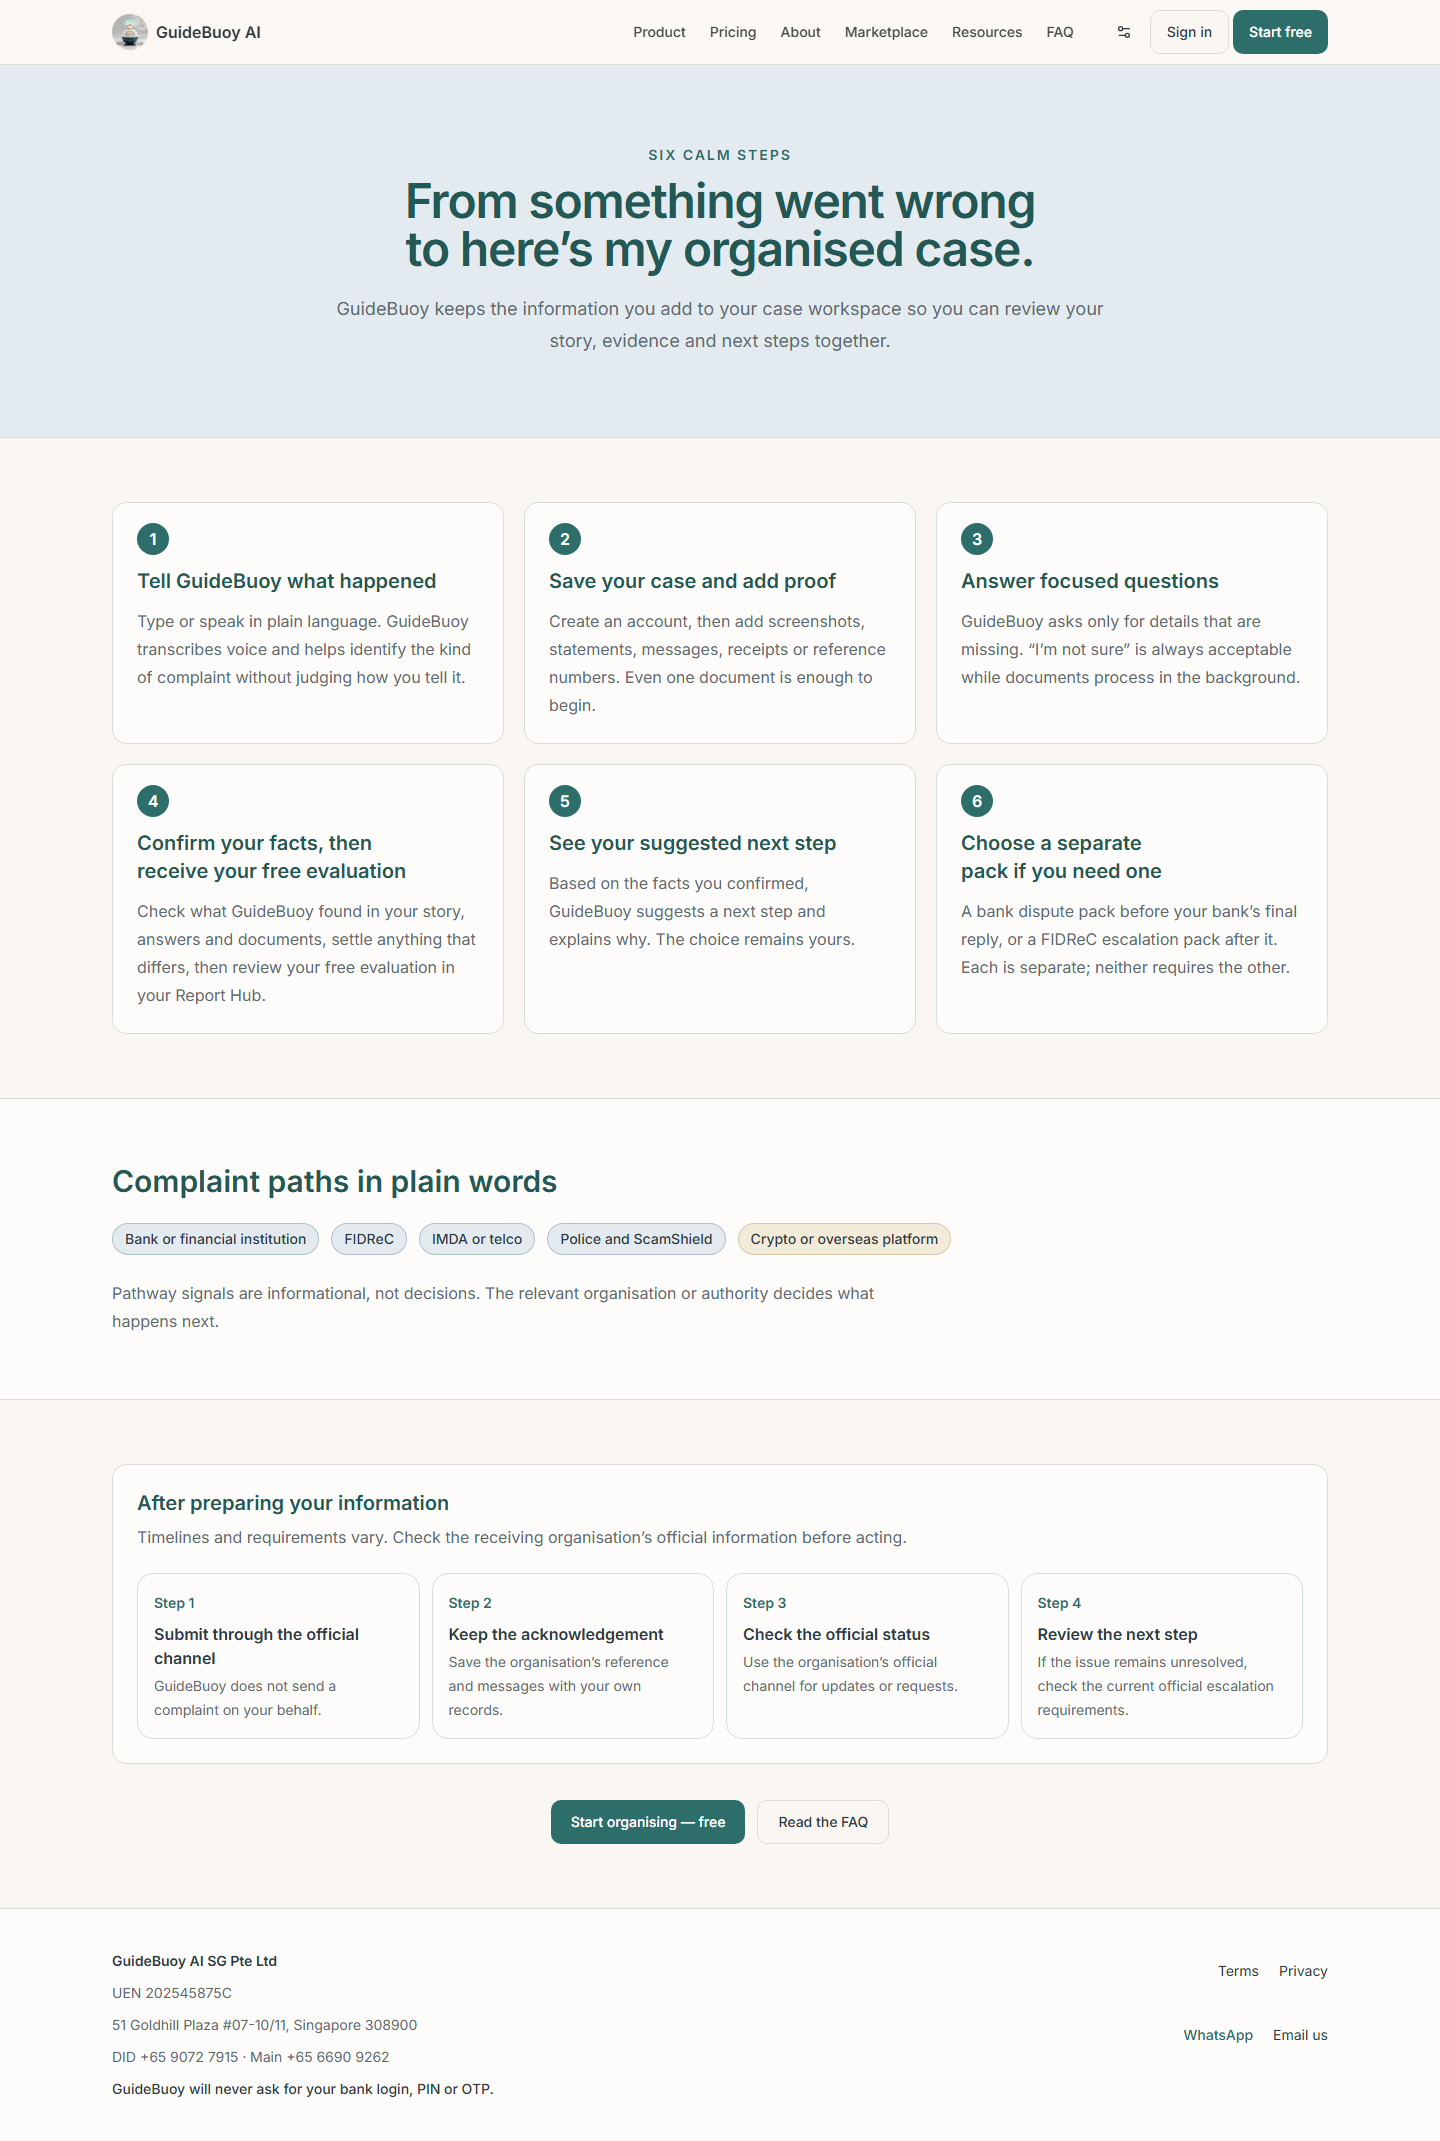 GuideBuoy AI
Product
Pricing
About
Marketplace
Resources
FAQ
Sign in
Start free
SIX CALM STEPS
From something went wrong
to here’s my organised case.
GuideBuoy keeps the information you add to your case workspace so you can review your
story, evidence and next steps together.
1
Tell GuideBuoy what happened
Type or speak in plain language. GuideBuoy
transcribes voice and helps identify the kind
of complaint without judging how you tell it.
2
Save your case and add proof
Create an account, then add screenshots,
statements, messages, receipts or reference
numbers. Even one document is enough to
begin.
3
Answer focused questions
GuideBuoy asks only for details that are
missing. “I’m not sure” is always acceptable
while documents process in the background.
4
Confirm your facts, then
receive your free evaluation
Check what GuideBuoy found in your story,
answers and documents, settle anything that
differs, then review your free evaluation in
your Report Hub.
5
See your suggested next step
Based on the facts you confirmed,
GuideBuoy suggests a next step and
explains why. The choice remains yours.
6
Choose a separate
pack if you need one
A bank dispute pack before your bank’s final
reply, or a FIDReC escalation pack after it.
Each is separate; neither requires the other.
Complaint paths in plain words
Bank or financial institution
FIDReC
IMDA or telco
Police and ScamShield
Crypto or overseas platform
Pathway signals are informational, not decisions. The relevant organisation or authority decides what
happens next.
After preparing your information
Timelines and requirements vary. Check the receiving organisation’s official information before acting.
Step 1
Submit through the official
channel
GuideBuoy does not send a
complaint on your behalf.
Step 2
Keep the acknowledgement
Save the organisation’s reference
and messages with your own
records.
Step 3
Check the official status
Use the organisation’s official
channel for updates or requests.
Step 4
Review the next step
If the issue remains unresolved,
check the current official escalation
requirements.
Start organising — free
Read the FAQ
GuideBuoy AI SG Pte Ltd
UEN 202545875C
51 Goldhill Plaza #07-10/11, Singapore 308900
DID +65 9072 7915 · Main +65 6690 9262
GuideBuoy will never ask for your bank login, PIN or OTP.
Terms
Privacy
WhatsApp
Email us